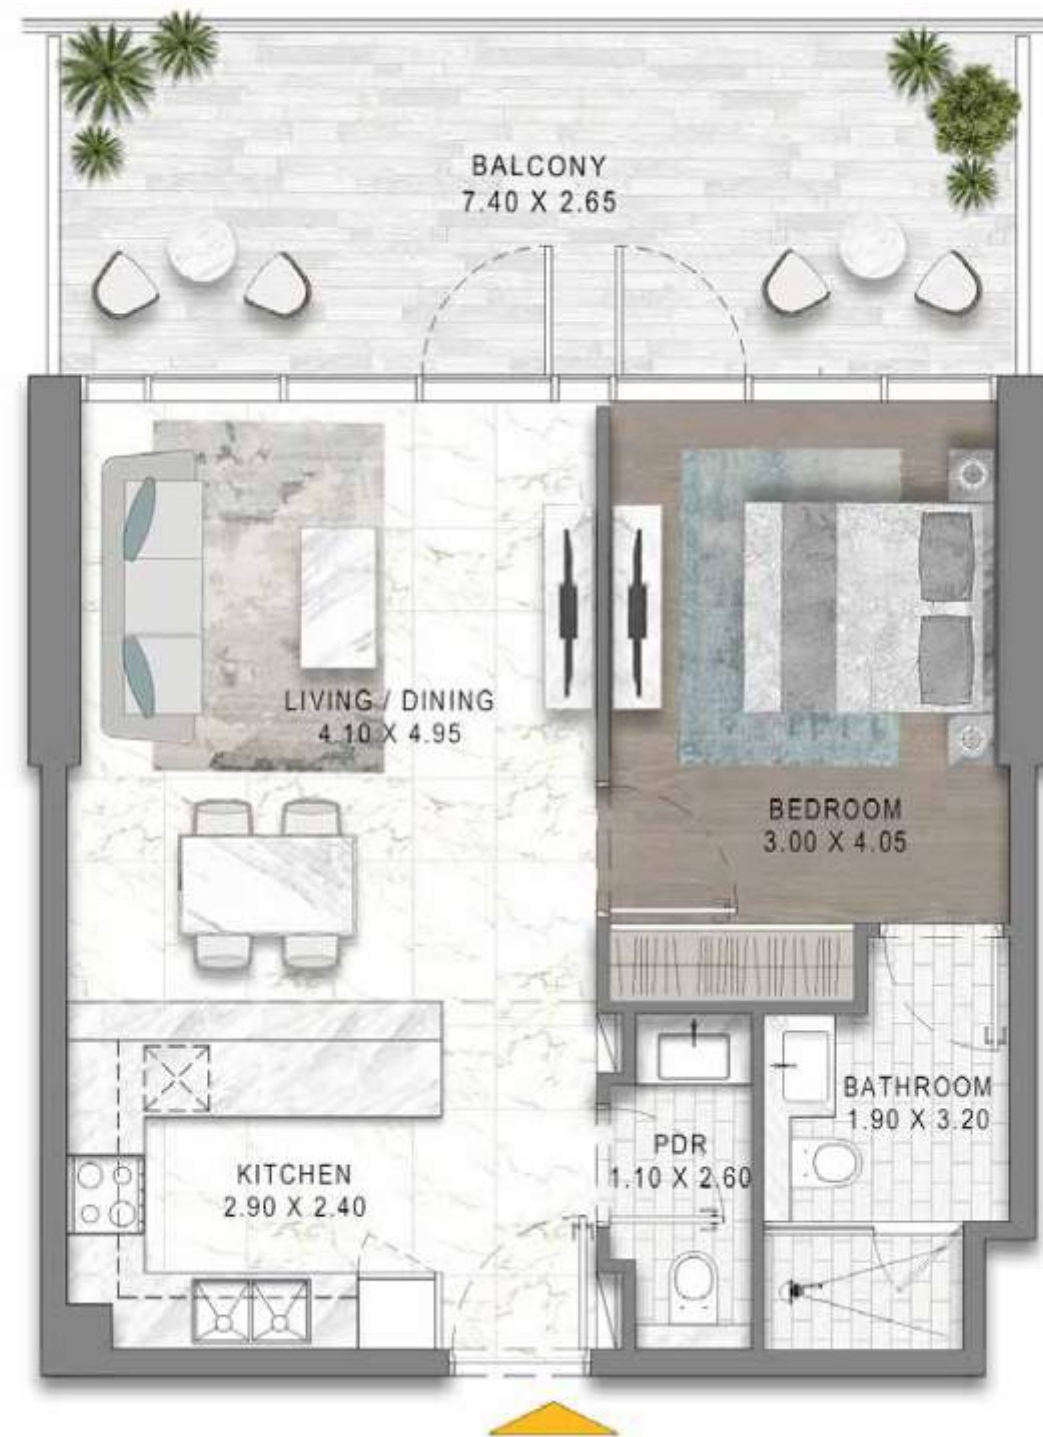 BALCONY
7.40 X 2.65
LIVING / DINING
4.10 X 4.95
BEDROOM
3.00 X 4.05
BATHROOM
1.90 X 3.20
PDR
1.10 X 2.60
KITCHEN
2.90 X 2.40